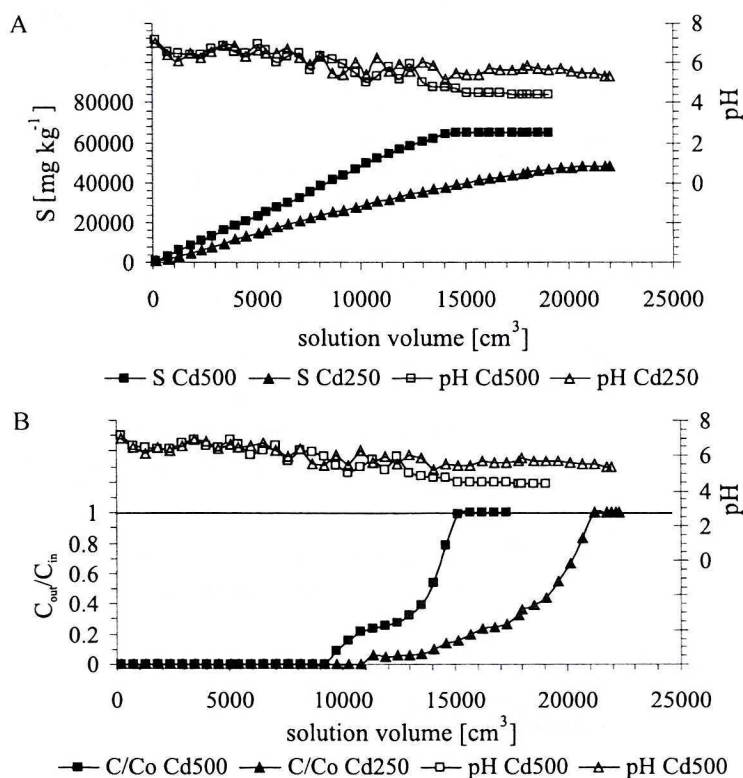 A
8
6
4
2
0
pH
80000
60000
40000
20000
0
S [mg kg⁻¹]
0 5000 10000 15000 20000 25000
solution volume [cm³]
S Cd500 S Cd250 pH Cd500 pH Cd250
B
8
6
4
2
0
pH
1
0.8
0.6
0.4
0.2
0
Cout/Cin
0 5000 10000 15000 20000 25000
solution volume [cm³]
C/Co Cd500 C/Co Cd250 pH Cd500 pH Cd500